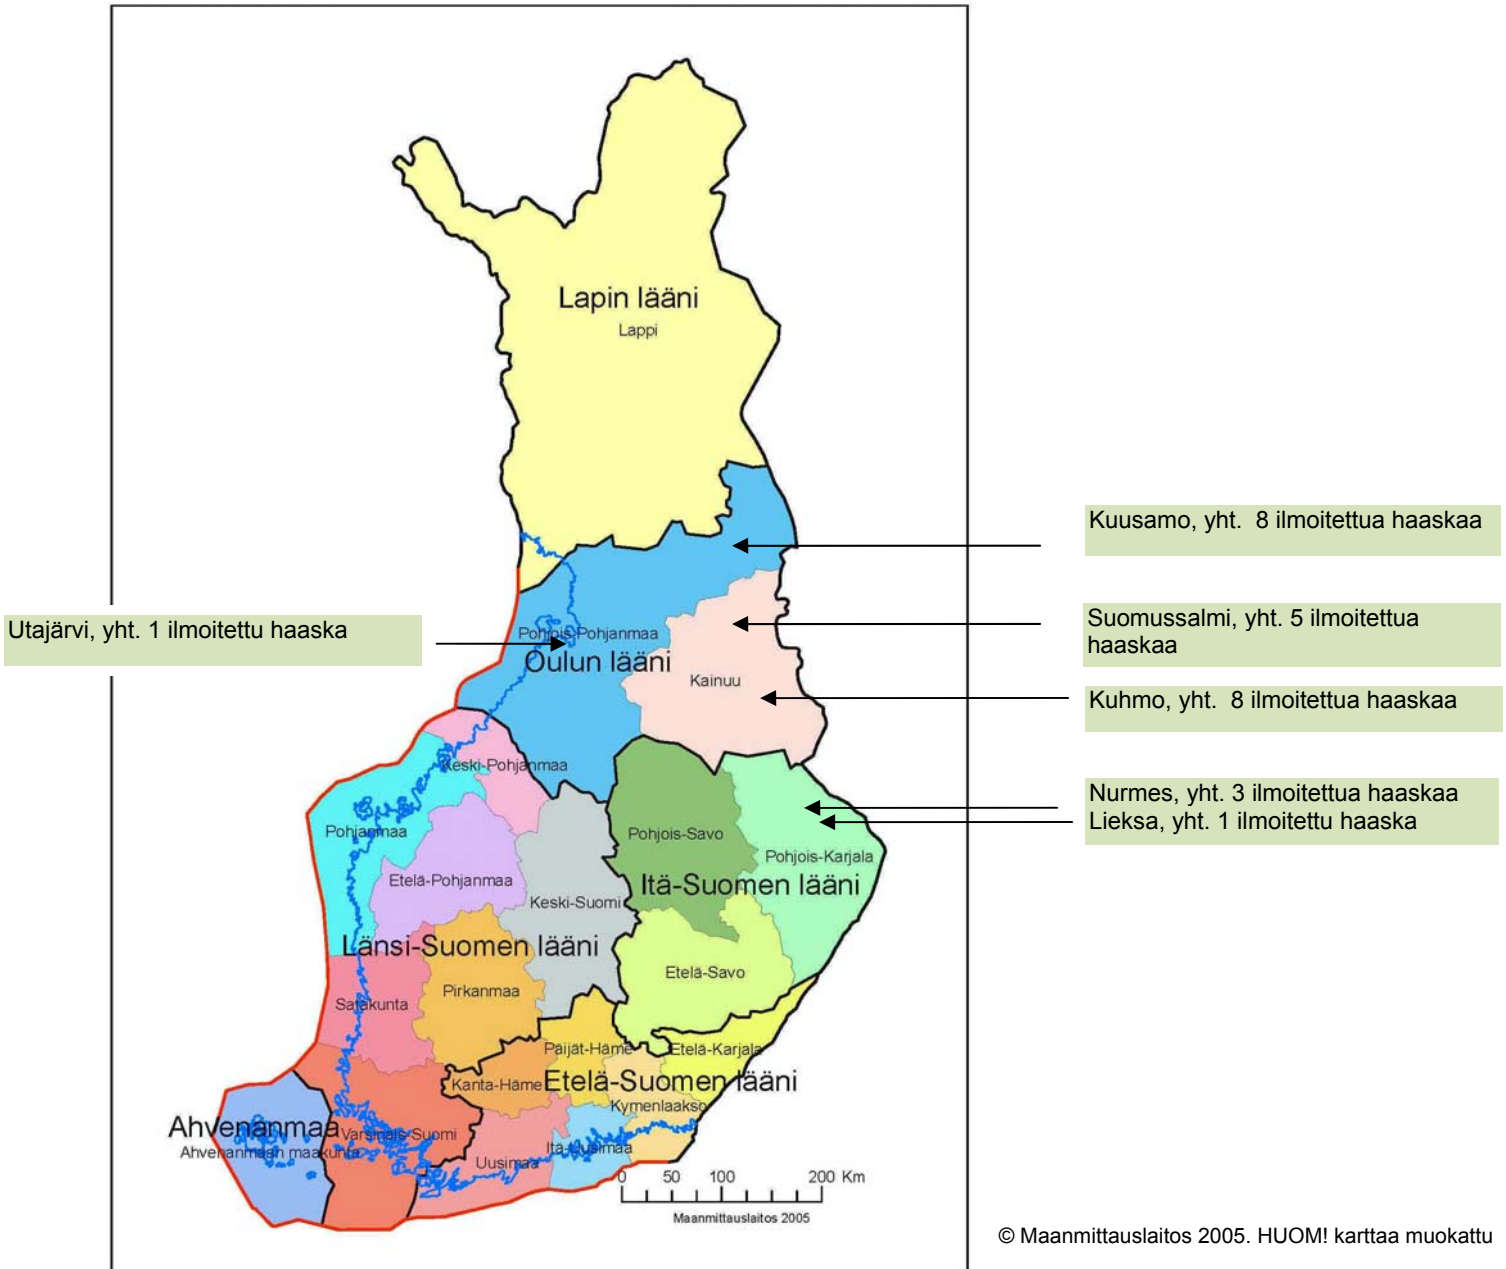 Lapin lääni
Lappi
Kuusamo, yht.  8 ilmoitettua haaskaa
Utajärvi, yht. 1 ilmoitettu haaska
Suomussalmi, yht. 5 ilmoitettua
haaskaa
Pohjois-Pohjanmaa
Oulun lääni
Kainuu
Kuhmo, yht.  8 ilmoitettua haaskaa
Keski-Pohjanmaa
Nurmes, yht. 3 ilmoitettua haaskaa
Lieksa, yht. 1 ilmoitettu haaska
Pohjanmaa
Pohjois-Savo
Pohjois-Karjala
Etelä-Pohjanmaa
Itä-Suomen lääni
Keski-Suomi
Länsi-Suomen lääni
Etelä-Savo
Pirkanmaa
Satakunta
Päijät-Häme
Etelä-Karjala
Kanta-Häme
Etelä-Suomen lääni
Kymenlaakso
Ahvenanmaa
Varsinais-Suomi
Ahvenanmaan maakunta
Itä-Uusimaa
Uusimaa
0 50 100 200 Km
Maanmittauslaitos 2005
© Maanmittauslaitos 2005. HUOM! karttaa muokattu